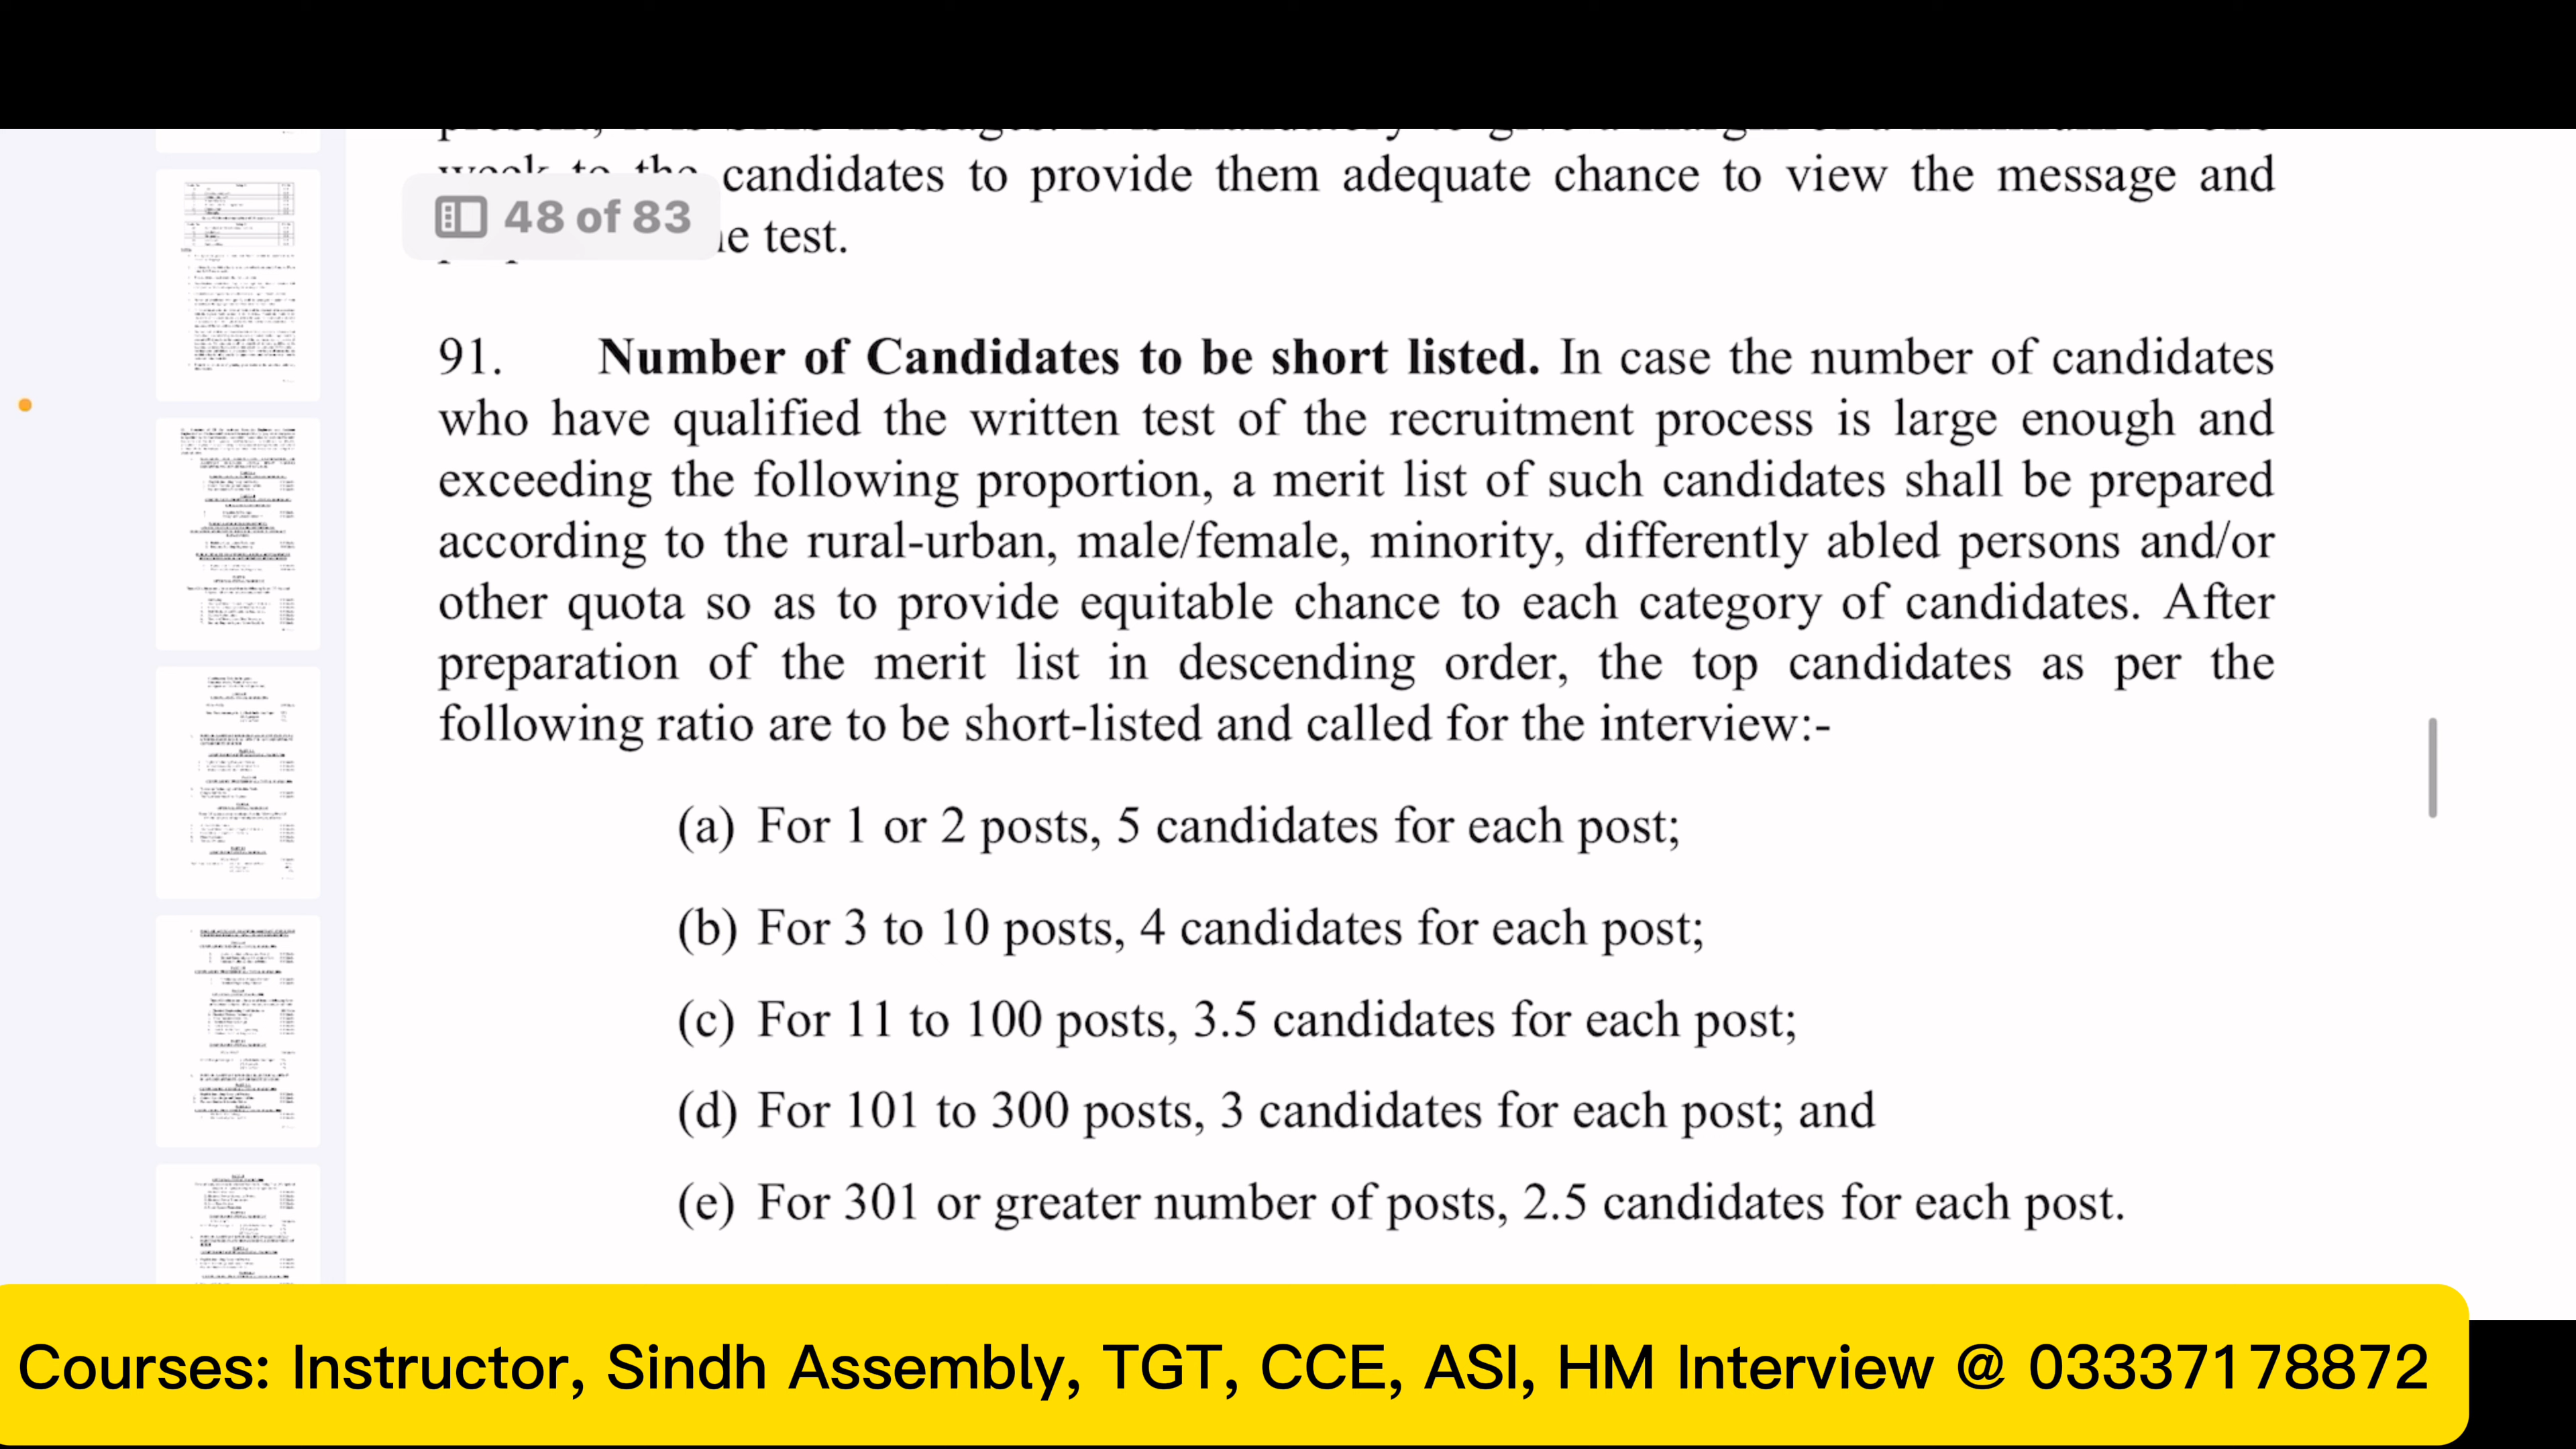 candidates to provide them adequate chance to view the message and
48 of 83
test.
91. Number of Candidates to be short listed. In case the number of candidates
who have qualified the written test of the recruitment process is large enough and
exceeding the following proportion, a merit list of such candidates shall be prepared
according to the rural-urban, male/female, minority, differently abled persons and/or
other quota so as to provide equitable chance to each category of candidates. After
preparation of the merit list in descending order, the top candidates as per the
following ratio are to be short-listed and called for the interview:-
(a) For 1 or 2 posts, 5 candidates for each post;
(b) For 3 to 10 posts, 4 candidates for each post;
(c) For 11 to 100 posts, 3.5 candidates for each post;
(d) For 101 to 300 posts, 3 candidates for each post; and
(e) For 301 or greater number of posts, 2.5 candidates for each post.
Courses: Instructor, Sindh Assembly, TGT, CCE, ASI, HM Interview @ 03337178872